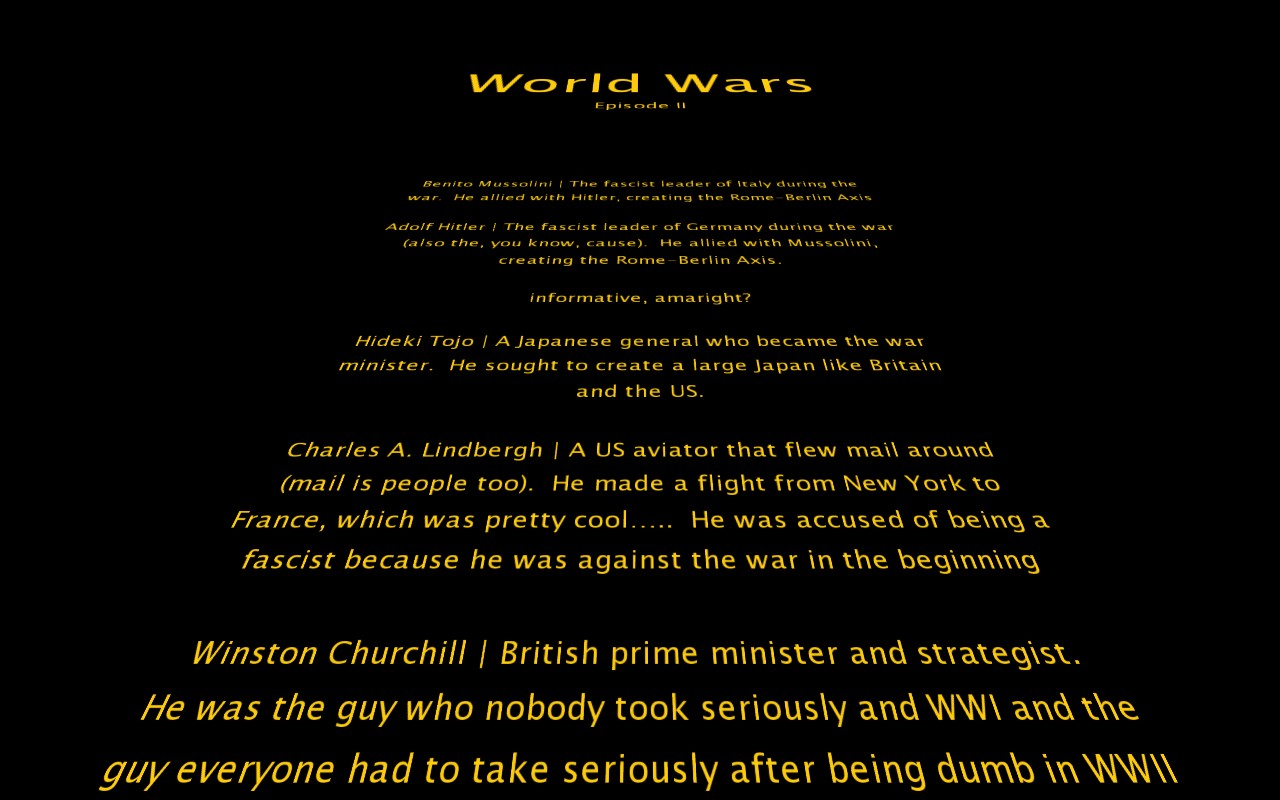 World Wars
Episode II
Benito Mussolini | The fascist leader of Italy during the
war.  He allied with Hitler, creating the Rome-Berlin Axis
Adolf Hitler | The fascist leader of Germany during the war
(also the, you know, cause).  He allied with Mussolini,
creating the Rome-Berlin Axis.
informative, amaright?
Hideki Tojo | A Japanese general who became the war
minister.  He sought to create a large Japan like Britain
and the US.
Charles A. Lindbergh | A US aviator that flew mail around
(mail is people too).  He made a flight from New York to
France, which was pretty cool.....  He was accused of being a
fascist because he was against the war in the beginning
Winston Churchill | British prime minister and strategist.
He was the guy who nobody took seriously and WWI and the
guy everyone had to take seriously after being dumb in WWII